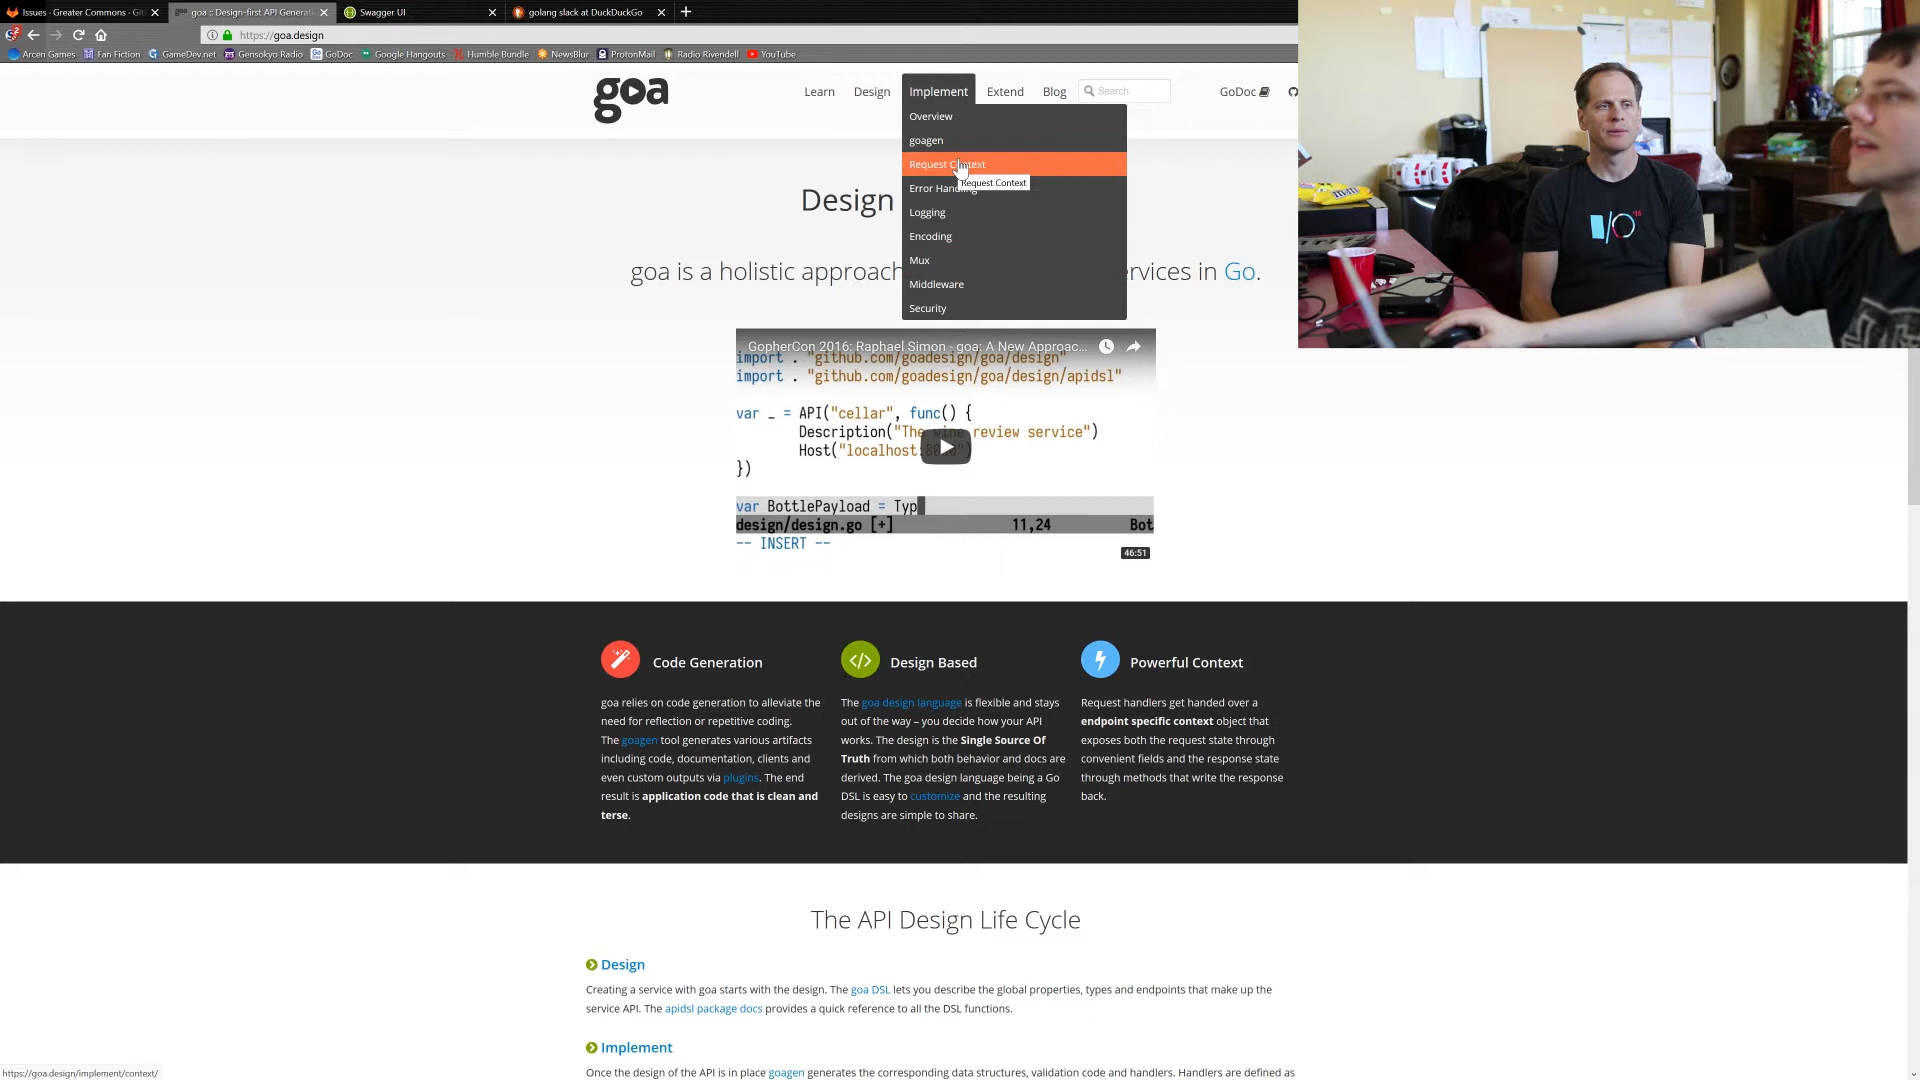 Issues · Greater Commons · Git
goa :: Design-first API Generati
Swagger UI
golang slack at DuckDuckGo
https://goa.design
Arcen Games
Fan Fiction
GameDev.net
Gensokyo Radio
GoDoc
Google Hangouts
Humble Bundle
NewsBlur
ProtonMail
Radio Rivendell
YouTube
goa
Learn
Design
Implement
Extend
Blog
Search
GoDoc
Overview
goagen
Request Context
Request Context
Error Handling
Logging
Encoding
Mux
Middleware
Security
Design
goa is a holistic approach
rvices in Go.
GopherCon 2016: Raphael Simon - goa: A New Approac...
import . "github.com/goadesign/goa/design"
import . "github.com/goadesign/goa/design/apidsl"
var _ = API("cellar", func() {
Description("The wine review service")
Host("localhost:8080")
})
var BottlePayload = Typ
design/design.go [+] 11,24 Bot
-- INSERT --
46:51
I/O '16
Code Generation
goa relies on code generation to alleviate the
need for reflection or repetitive coding.
The goagen tool generates various artifacts
including code, documentation, clients and
even custom outputs via plugins. The end
result is application code that is clean and
terse.
Design Based
The goa design language is flexible and stays
out of the way – you decide how your API
works. The design is the Single Source Of
Truth from which both behavior and docs are
derived. The goa design language being a Go
DSL is easy to customize and the resulting
designs are simple to share.
Powerful Context
Request handlers get handed over a
endpoint specific context object that
exposes both the request state through
convenient fields and the response state
through methods that write the response
back.
The API Design Life Cycle
Design
Creating a service with goa starts with the design. The goa DSL lets you describe the global properties, types and endpoints that make up the
service API. The apidsl package docs provides a quick reference to all the DSL functions.
Implement
Once the design of the API is in place goagen generates the corresponding data structures, validation code and handlers. Handlers are defined as
https://goa.design/implement/context/